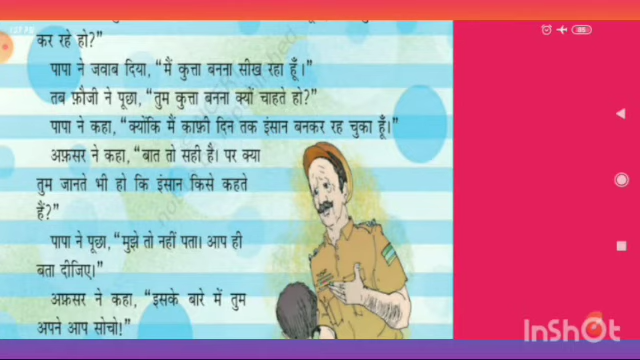 कर रहे हो?"
पापा ने जवाब दिया, "मैं कुत्ता बनना सीख रहा हूँ।"
तब फ़ौजी ने पूछा, "तुम कुत्ता बनना क्यों चाहते हो?"
पापा ने कहा, "क्योंकि मैं काफ़ी दिन तक इंसान बनकर रह चुका हूँ।"
अफ़सर ने कहा, "बात तो सही है। पर क्या
तुम जानते भी हो कि इंसान किसे कहते
हैं?"
पापा ने पूछा, "मुझे तो नहीं पता। आप ही
बता दीजिए।"
अफ़सर ने कहा, "इसके बारे में तुम
अपने आप सोचो!"
InShOt